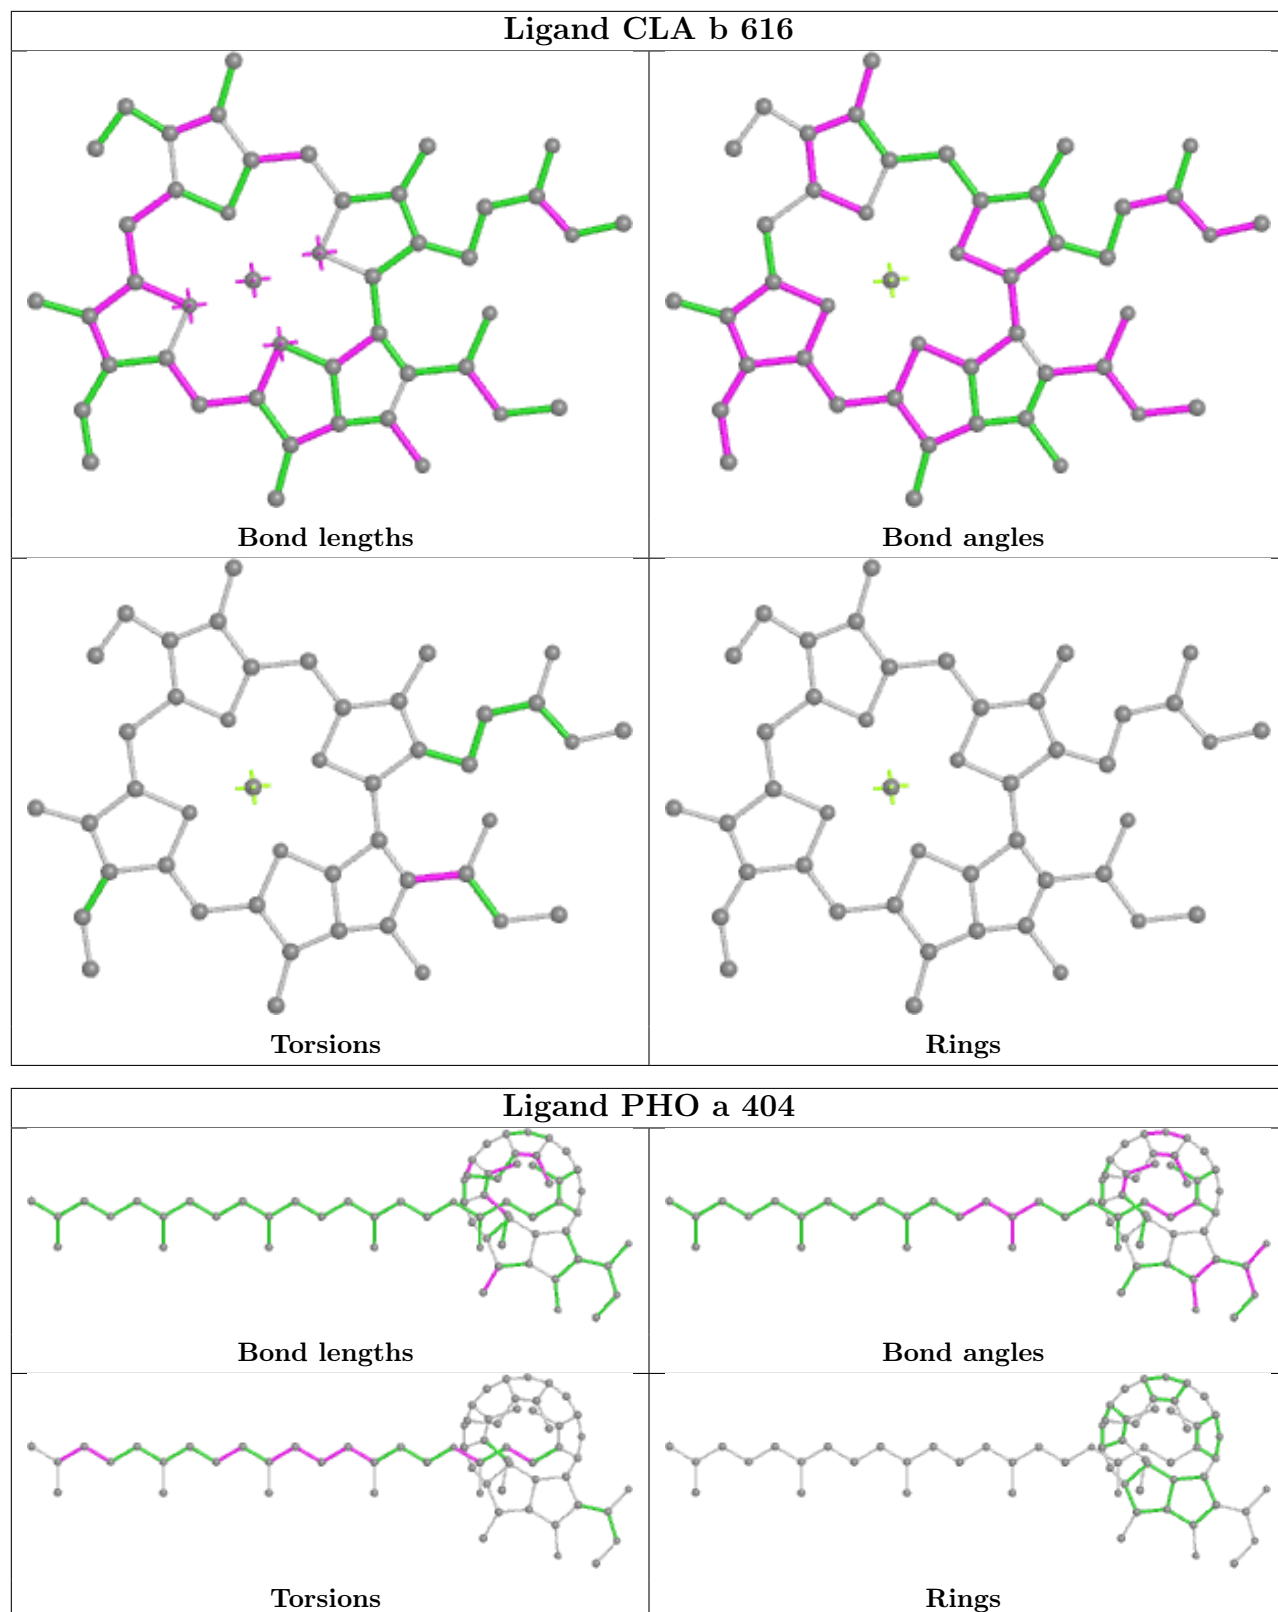 Ligand CLA b 616
Bond lengths
Bond angles
Torsions
Rings
Ligand PHO a 404
Bond lengths
Bond angles
Torsions
Rings